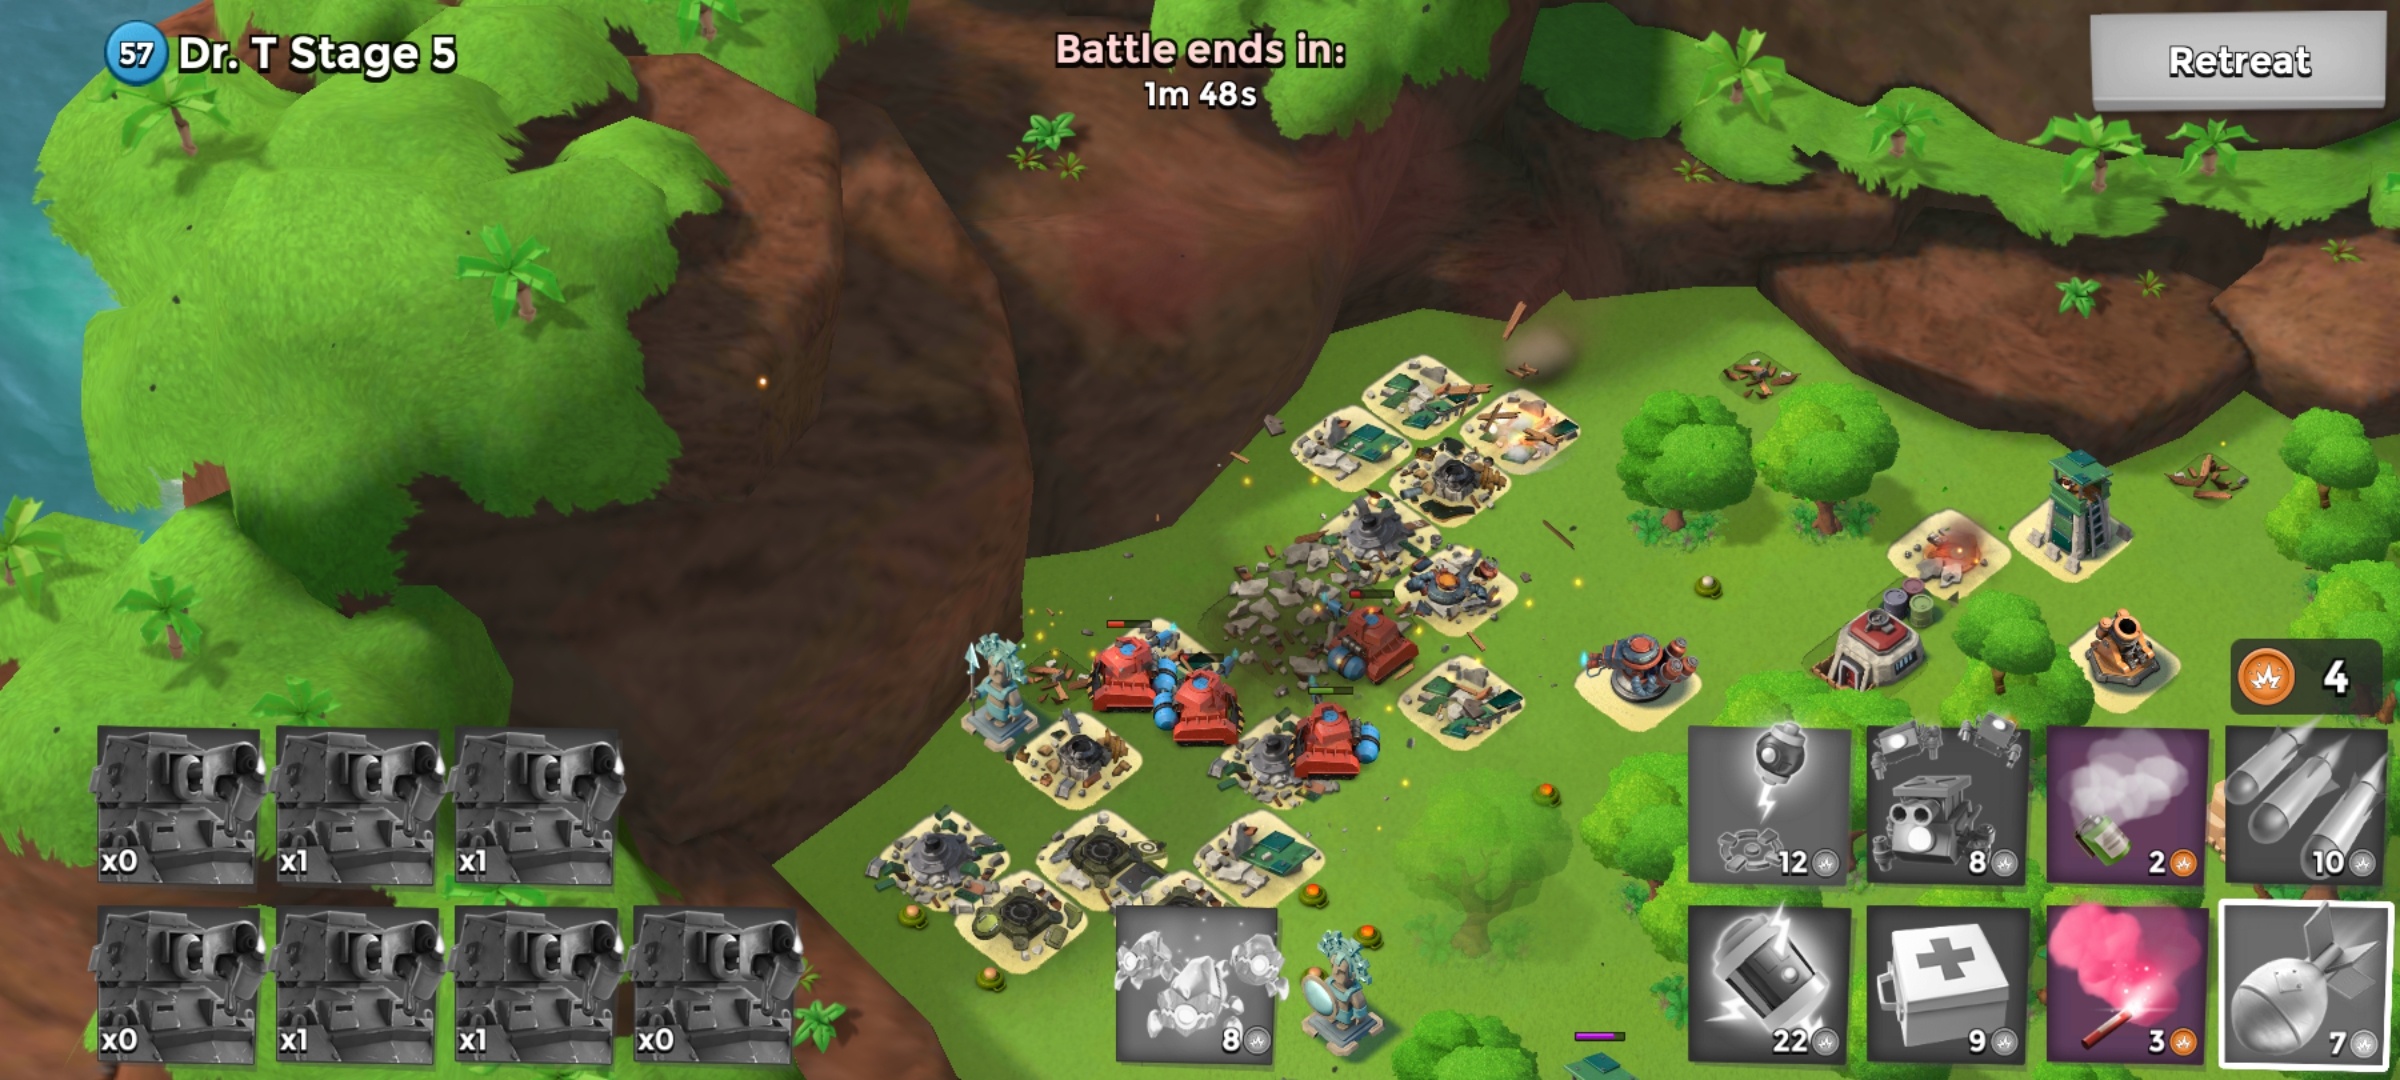 57 Dr. T Stage 5
Battle ends in:
1m 48s
Retreat
4
x0
x1
x1
12
8
2
10
x0
x1
x1
x0
8
22
9
3
7